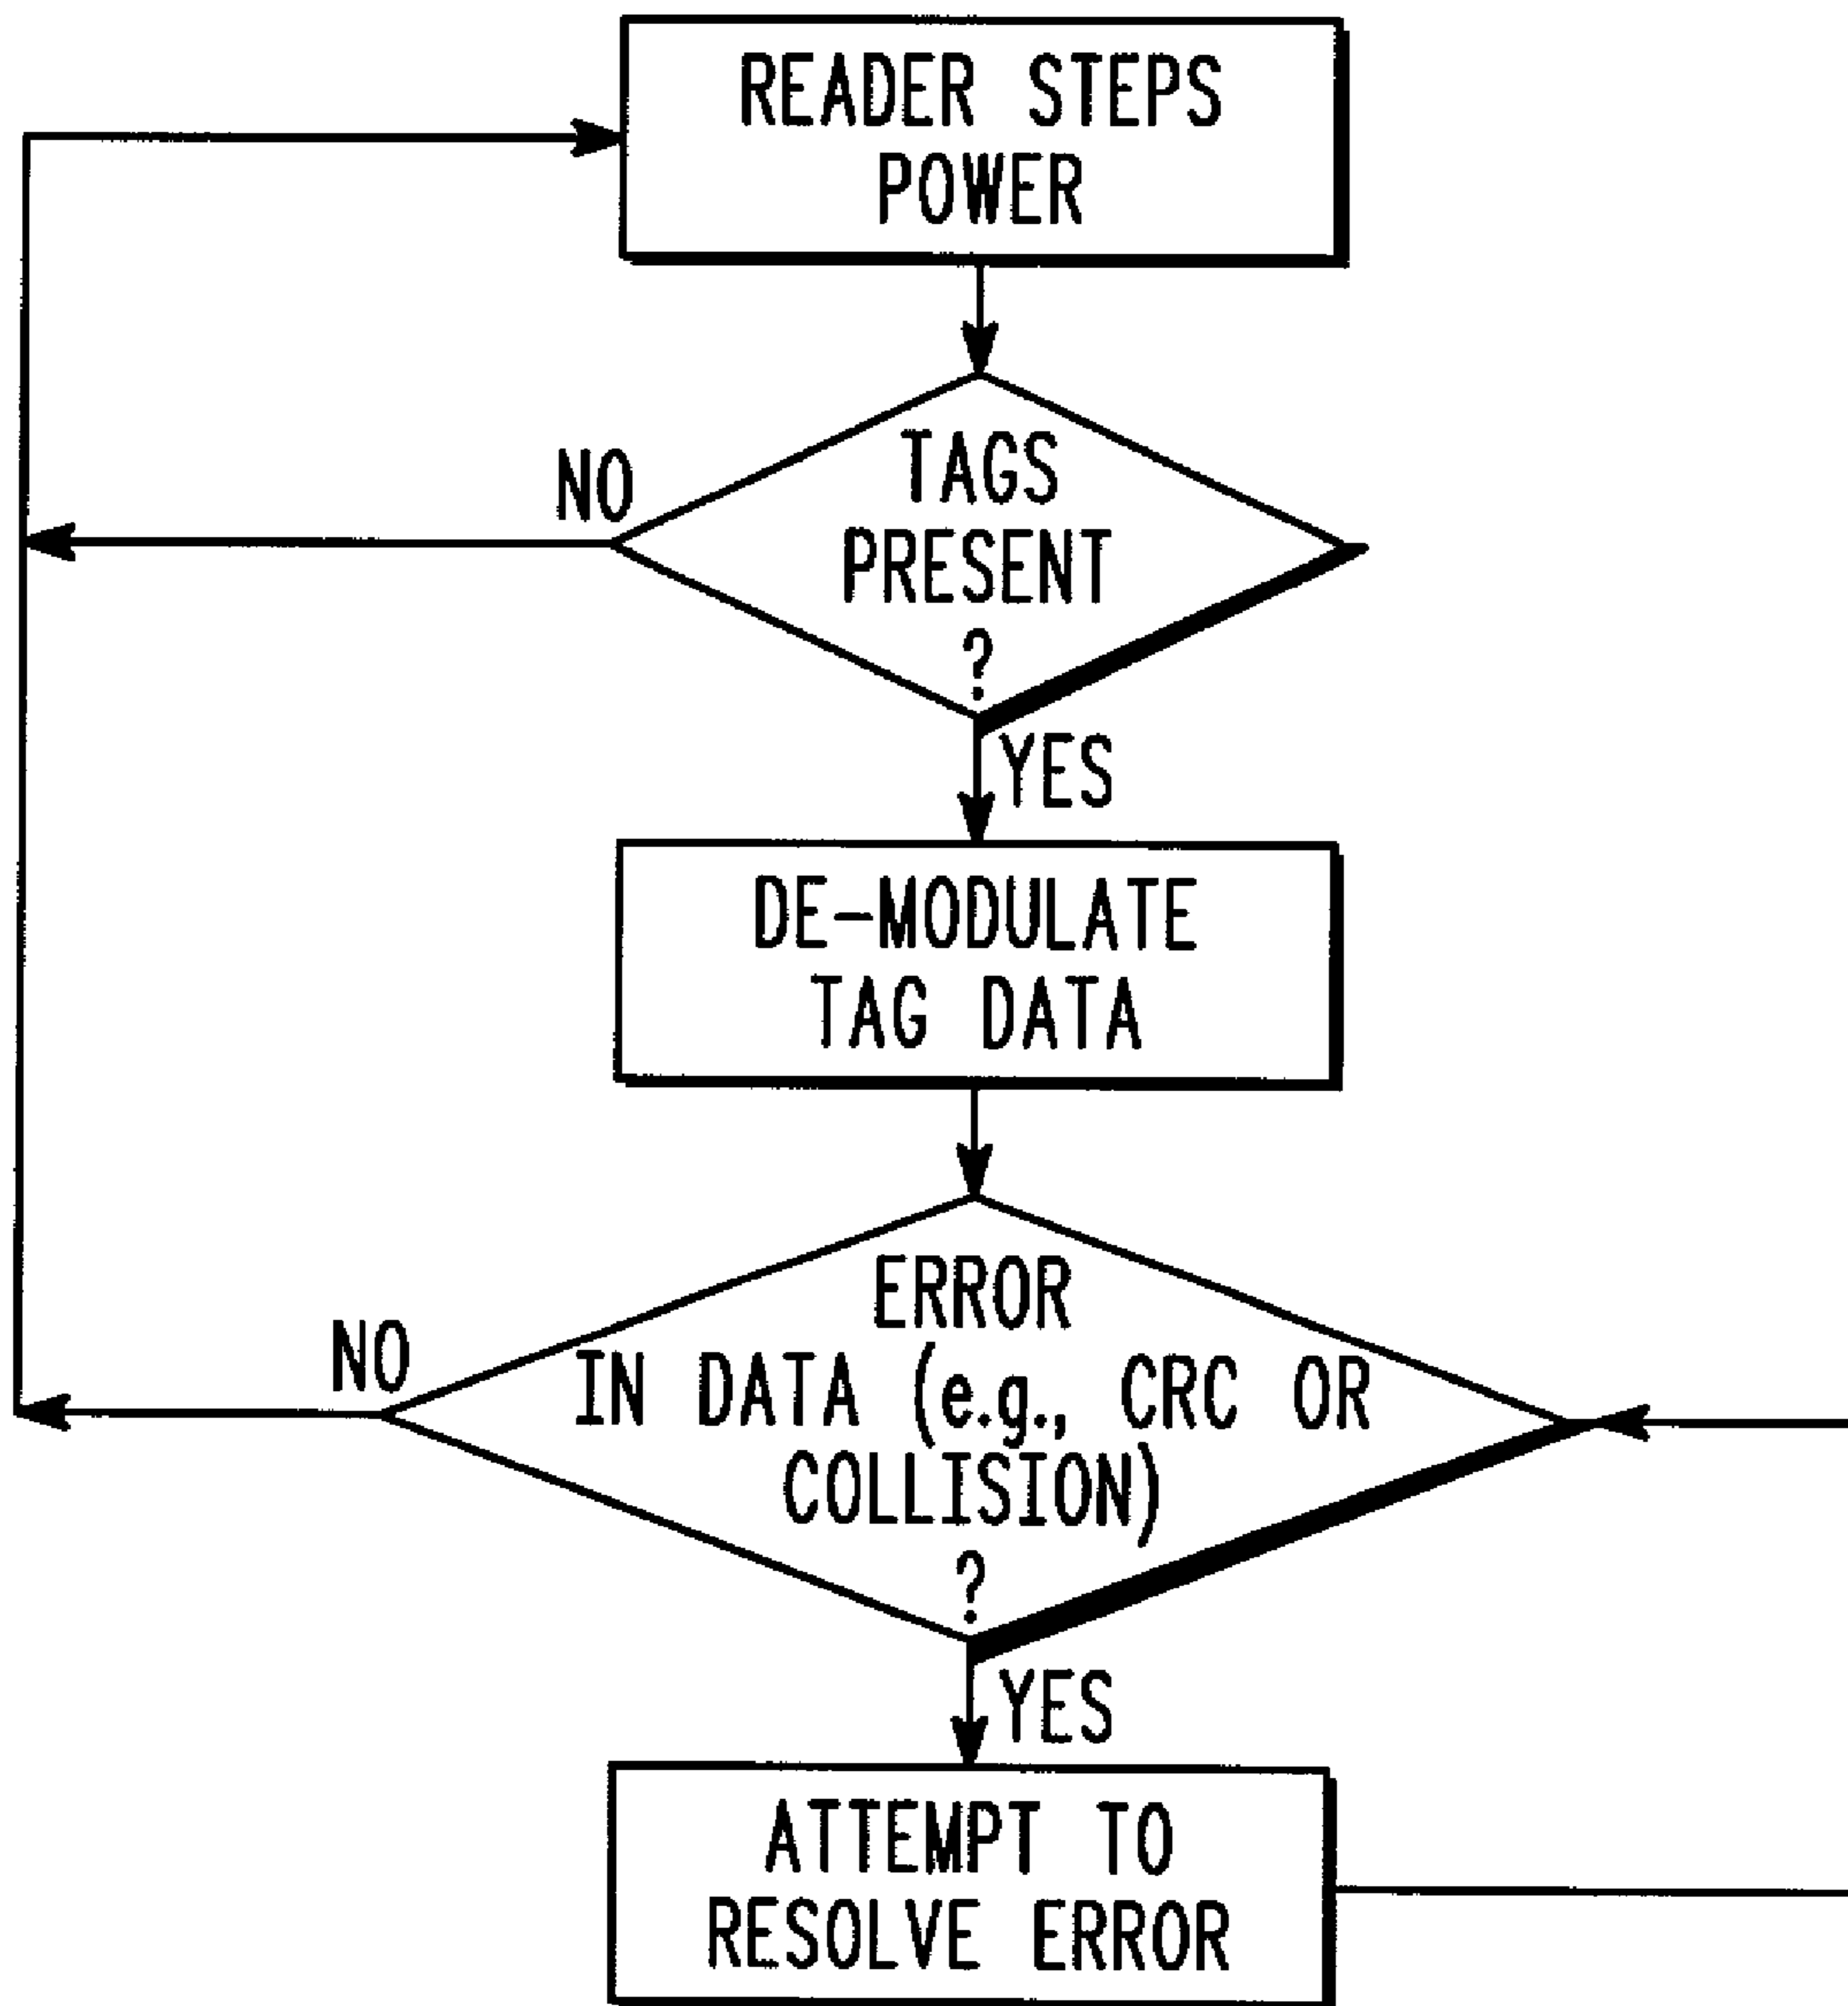 READER STEPS
POWER
TAGS
NO
PRESENT
?
YES
DE-MODULATE
TAG DATA
ERROR
NO
IN DATA (e.g., CRC OR
COLLISION)
?
YES
ATTEMPT TO
RESOLVE ERROR